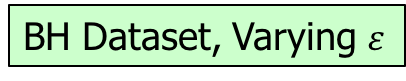 BH Dataset, Varying 𝜀